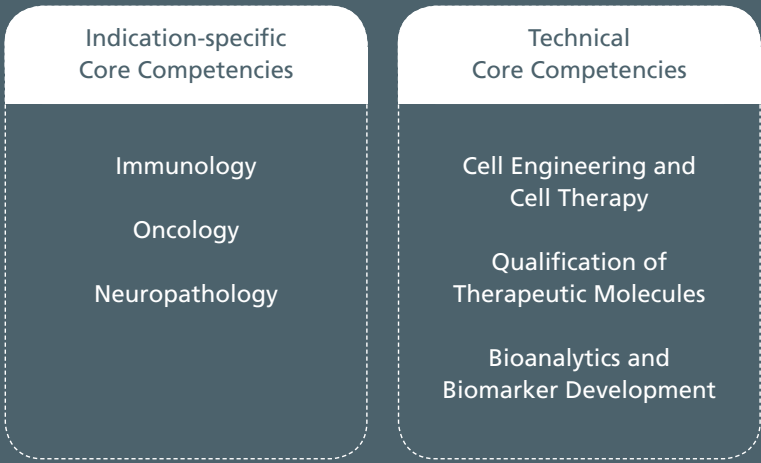 Indication-specific
Core Competencies
Immunology
Oncology
Neuropathology
Technical
Core Competencies
Cell Engineering and
Cell Therapy
Qualification of
Therapeutic Molecules
Bioanalytics and
Biomarker Development